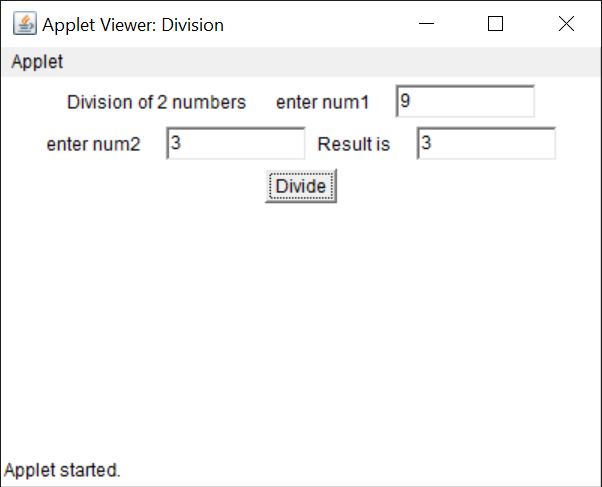 Applet Viewer: Division
Applet
Division of 2 numbers enter num1 9
enter num2 3 Result is 3
Divide
Applet started.